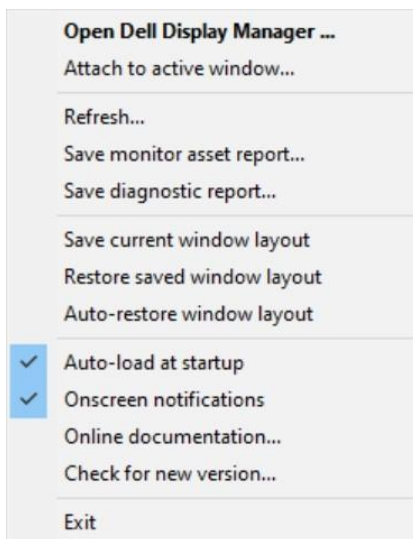 Open Dell Display Manager ...
Attach to active window...
Refresh...
Save monitor asset report...
Save diagnostic report...
Save current window layout
Restore saved window layout
Auto-restore window layout
Auto-load at startup
Onscreen notifications
Online documentation...
Check for new version...
Exit